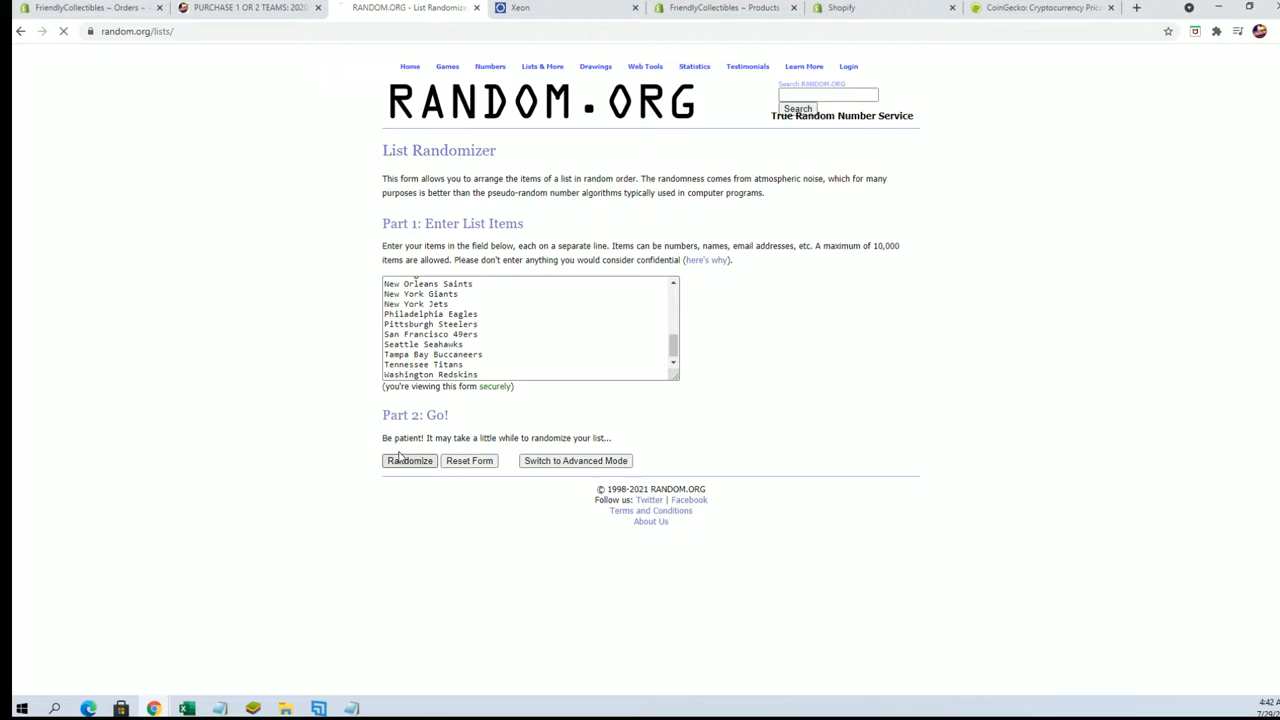 FriendlyCollectibles ~ Orders ~
PURCHASE 1 OR 2 TEAMS: 2020
RANDOM.ORG - List Randomizer
Xeon
FriendlyCollectibles ~ Products
Shopify
CoinGecko: Cryptocurrency Price
random.org/lists/
Home Games Numbers Lists & More Drawings Web Tools Statistics Testimonials Learn More Login
RANDOM.ORG
Search RANDOM.ORG
Search
True Random Number Service
List Randomizer
This form allows you to arrange the items of a list in random order. The randomness comes from atmospheric noise, which for many
purposes is better than the pseudo-random number algorithms typically used in computer programs.
Part 1: Enter List Items
Enter your items in the field below, each on a separate line. Items can be numbers, names, email addresses, etc. A maximum of 10,000
items are allowed. Please don't enter anything you would consider confidential (here's why).
New Orleans Saints
New York Giants
New York Jets
Philadelphia Eagles
Pittsburgh Steelers
San Francisco 49ers
Seattle Seahawks
Tampa Bay Buccaneers
Tennessee Titans
Washington Redskins
(you're viewing this form securely)
Part 2: Go!
Be patient! It may take a little while to randomize your list...
Randomize Reset Form Switch to Advanced Mode
© 1998-2021 RANDOM.ORG
Follow us: Twitter | Facebook
Terms and Conditions
About Us
4:42
7/29/